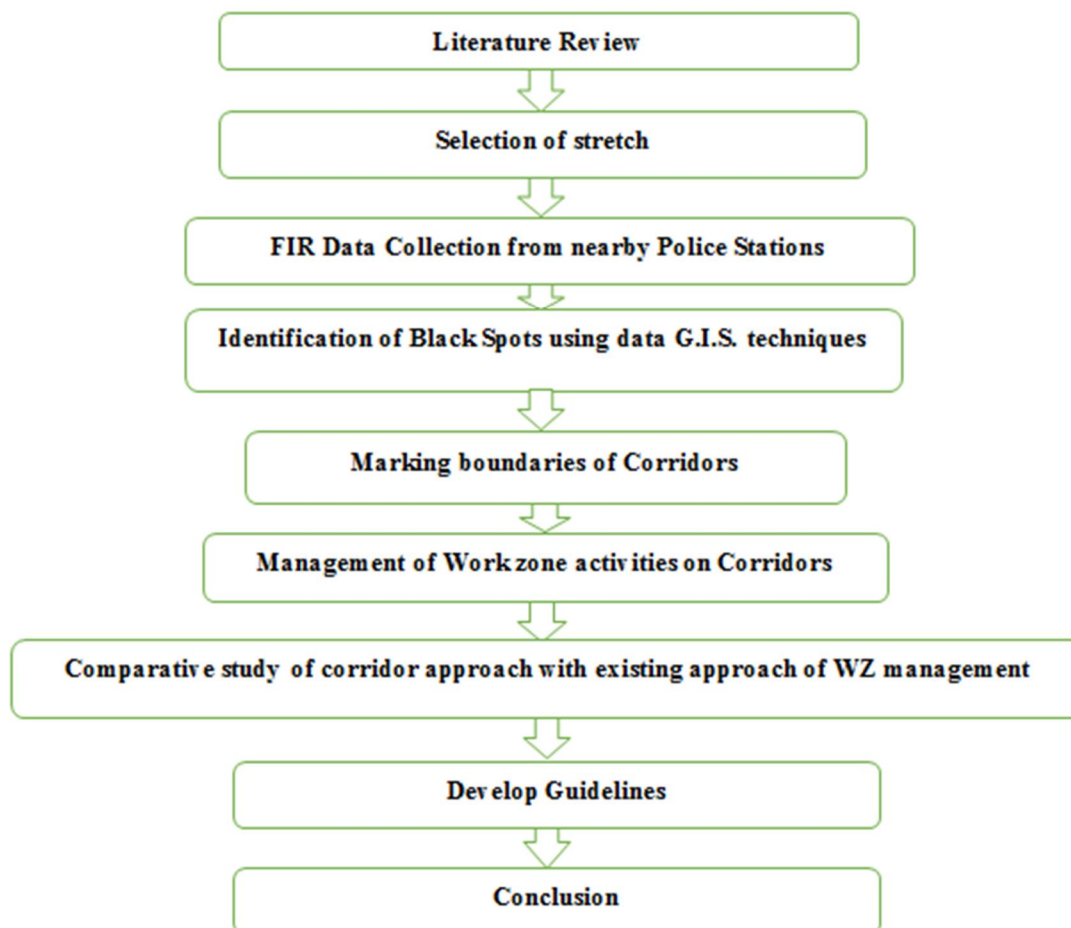 Literature Review
Selection of stretch
FIR Data Collection from nearby Police Stations
Identification of Black Spots using data G.I.S. techniques
Marking boundaries of Corridors
Management of Workzone activities on Corridors
Comparative study of corridor approach with existing approach of WZ management
Develop Guidelines
Conclusion